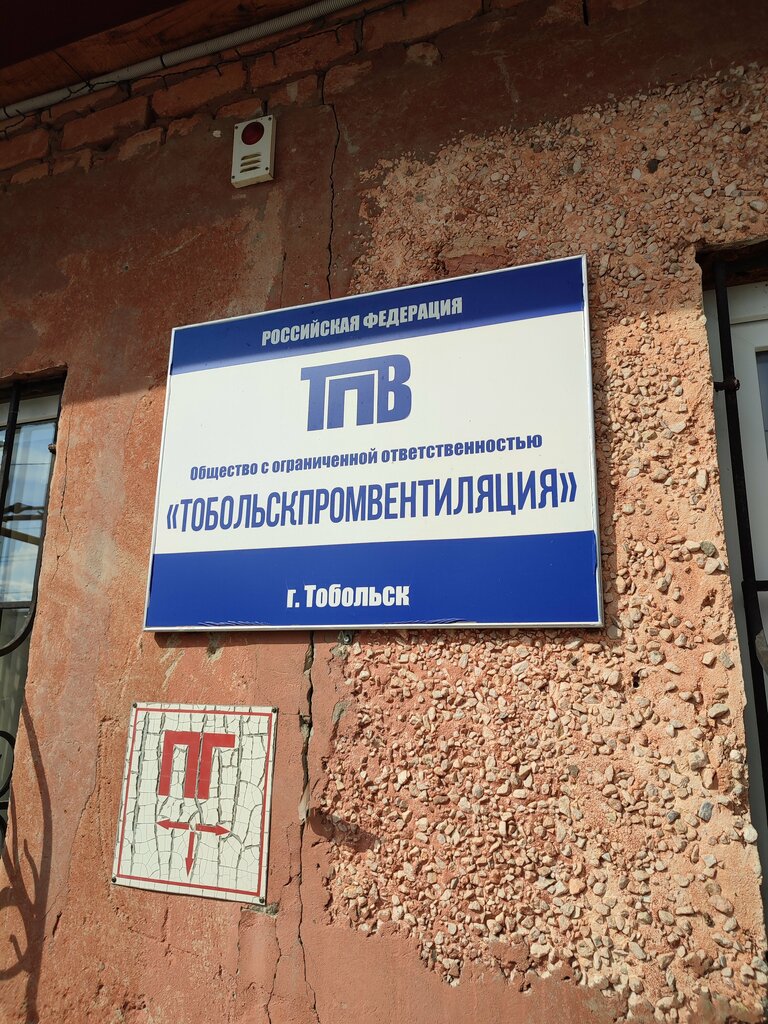 РОССИЙСКАЯ ФЕДЕРАЦИЯ
ТПВ
Общество с ограниченной ответственностью
«ТОБОЛЬСКПРОМВЕНТИЛЯЦИЯ»
г. Тобольск
ПГ